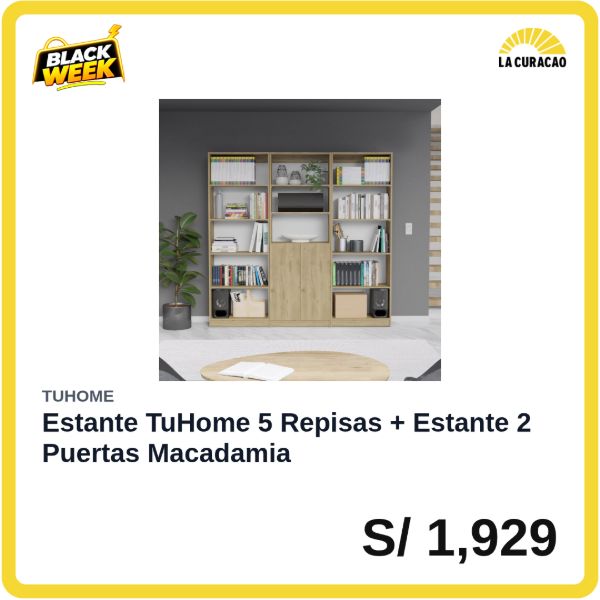 BLACK
WEEK
LA CURACAO
TUHOME
Estante TuHome 5 Repisas + Estante 2
Puertas Macadamia
S/ 1,929